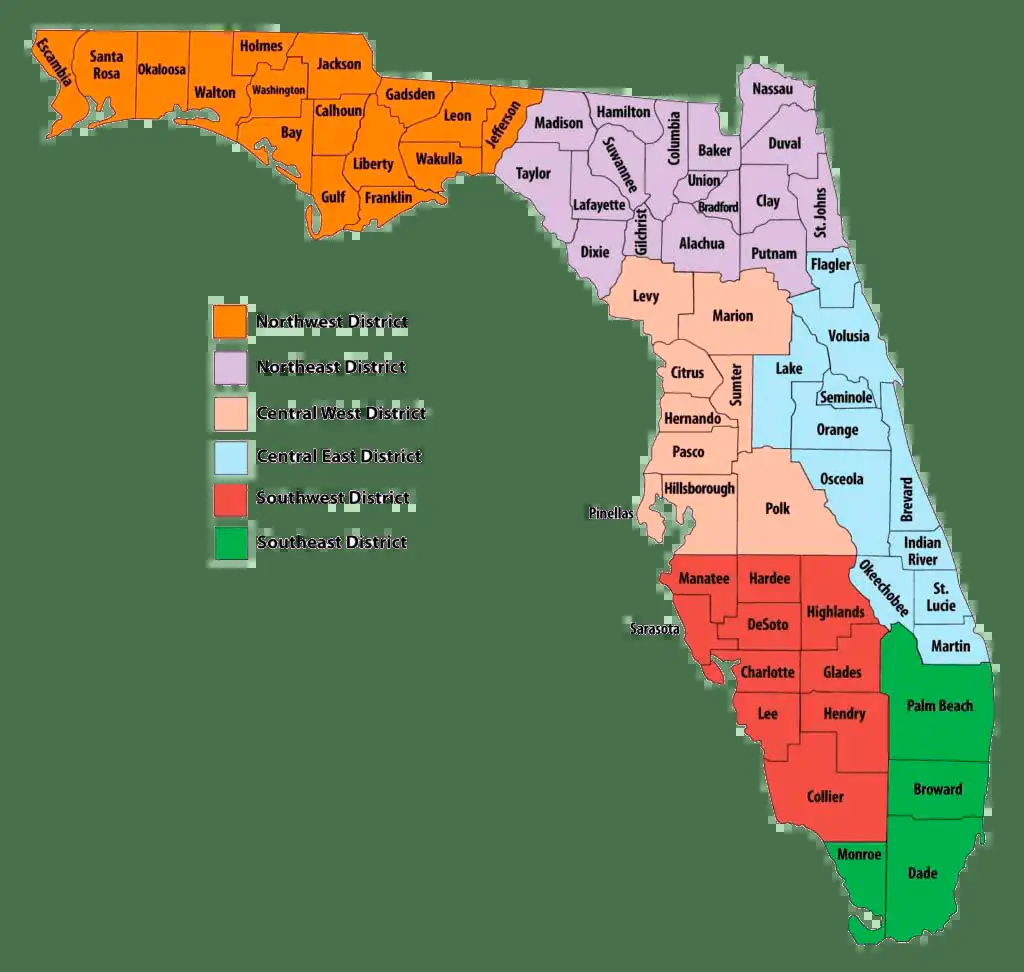 Escambia
Santa
Rosa
Okaloosa
Walton
Holmes
Washington
Jackson
Bay
Calhoun
Gulf
Liberty
Franklin
Gadsden
Leon
Wakulla
Jefferson
Madison
Taylor
Hamilton
Suwannee
Lafayette
Dixie
Columbia
Gilchrist
Baker
Union
Bradford
Alachua
Nassau
Duval
Clay
St. Johns
Putnam
Flagler
Levy
Marion
Volusia
Citrus
Sumter
Lake
Seminole
Hernando
Orange
Pasco
Hillsborough
Pinellas
Polk
Osceola
Brevard
Indian
River
Northwest District
Northeast District
Central West District
Central East District
Southwest District
Southeast District
Manatee
Hardee
Highlands
Okeechobee
St.
Lucie
Sarasota
DeSoto
Martin
Charlotte
Glades
Lee
Hendry
Palm Beach
Collier
Broward
Monroe
Dade